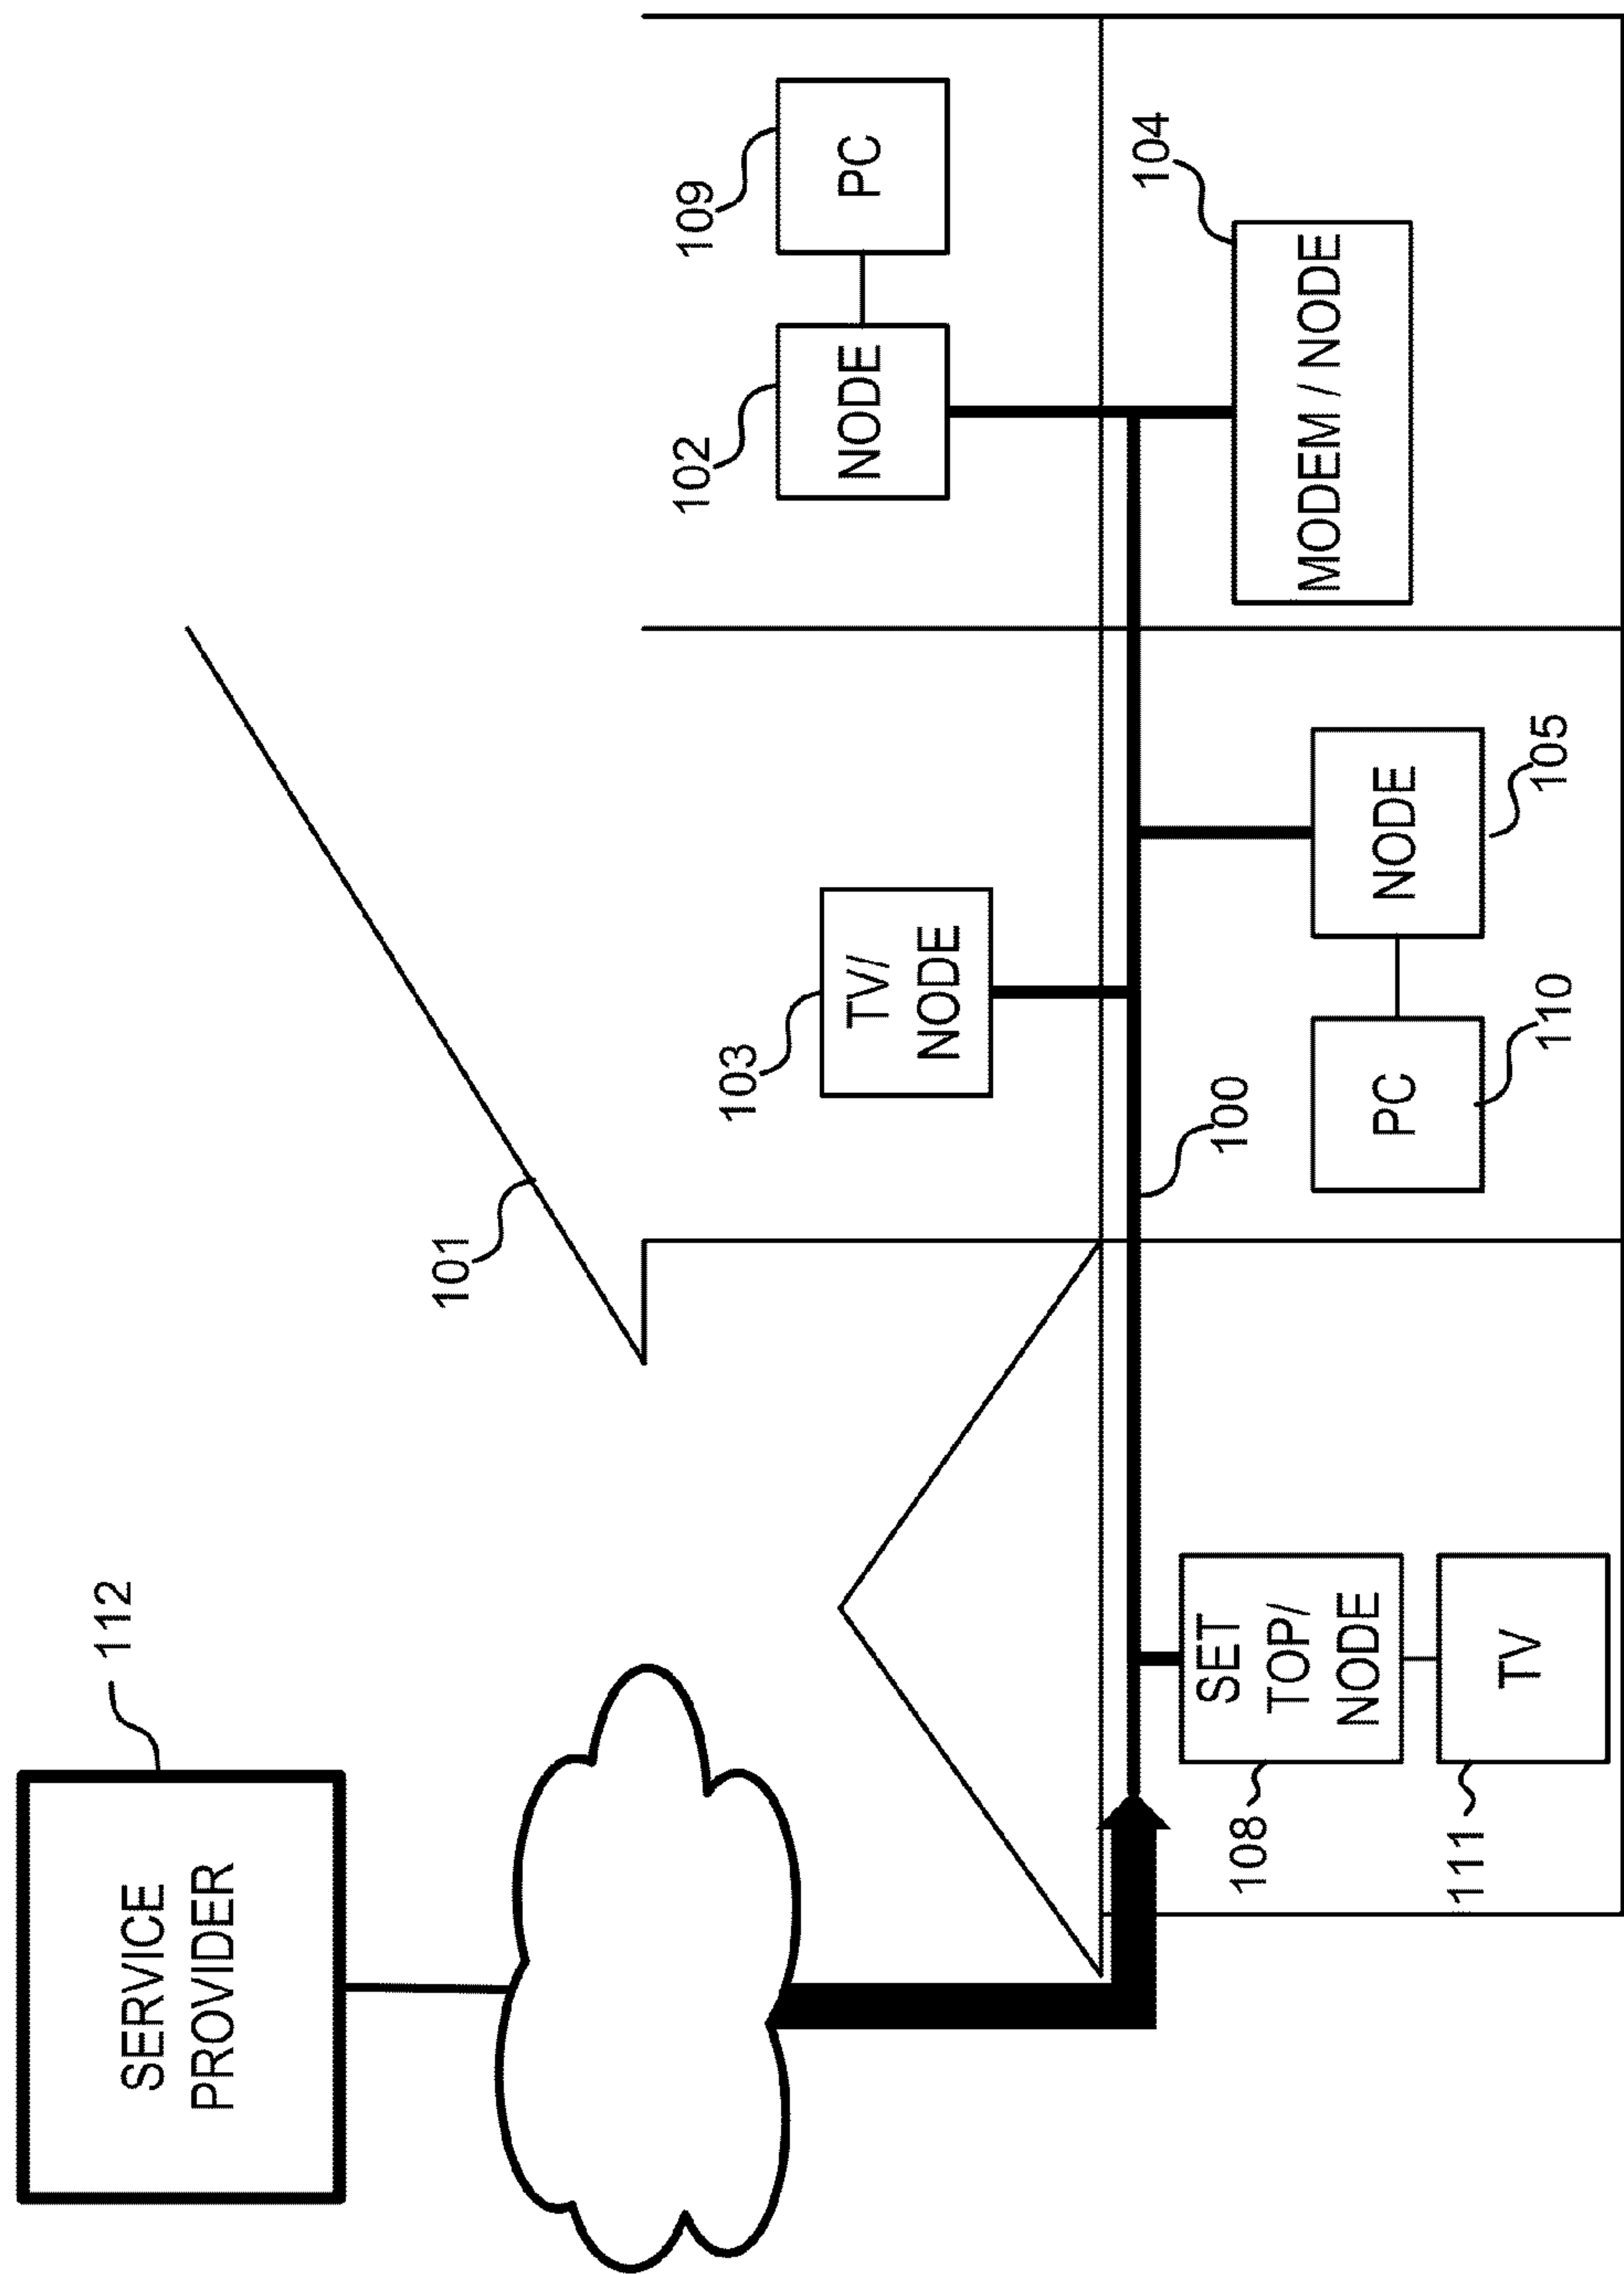 112
SERVICE
PROVIDER
101
109
PC
102
NODE
103
TV/
NODE
104
MODEM / NODE
100
105
NODE
110
PC
108
SET
TOP/
NODE
111
TV